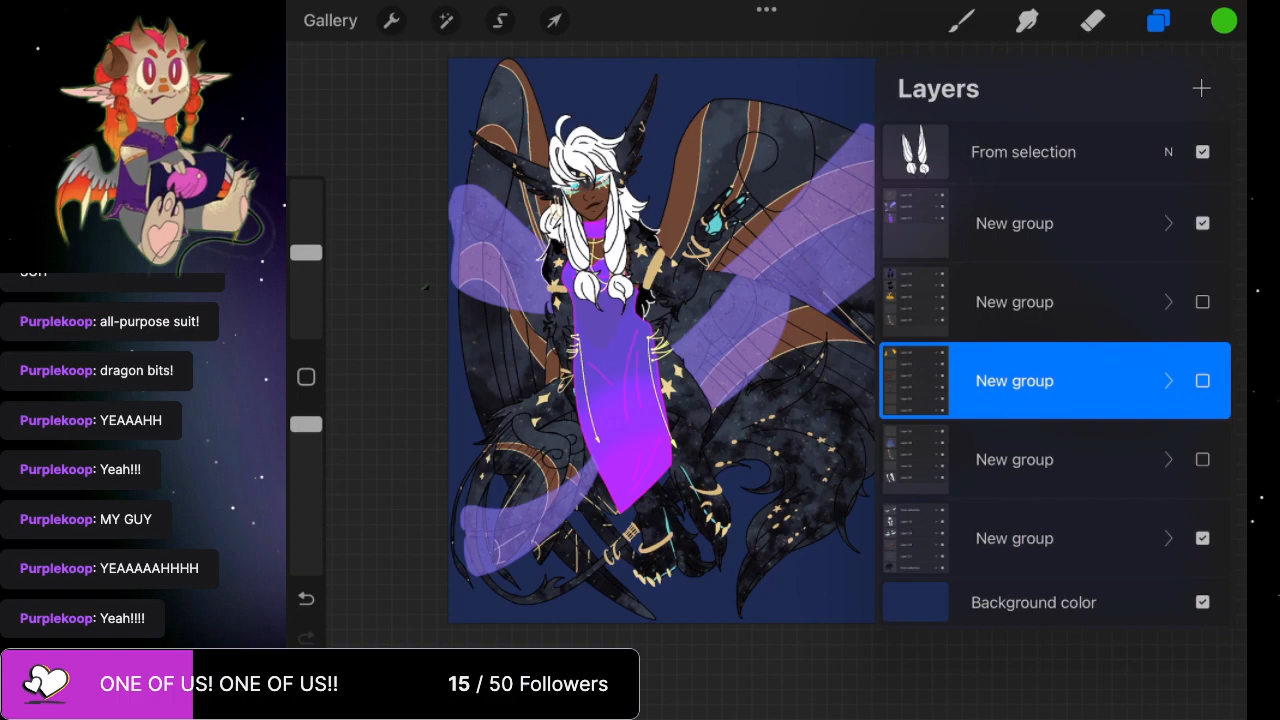 Gallery
Layers
From selection
N
New group
New group
New group
New group
New group
Background color
Purplekoop: all-purpose suit!
Purplekoop: dragon bits!
Purplekoop: YEAAAHH
Purplekoop: Yeah!!!
Purplekoop: MY GUY
Purplekoop: YEAAAAAHHHH
Purplekoop: Yeah!!!!
ONE OF US! ONE OF US!!
15 / 50 Followers